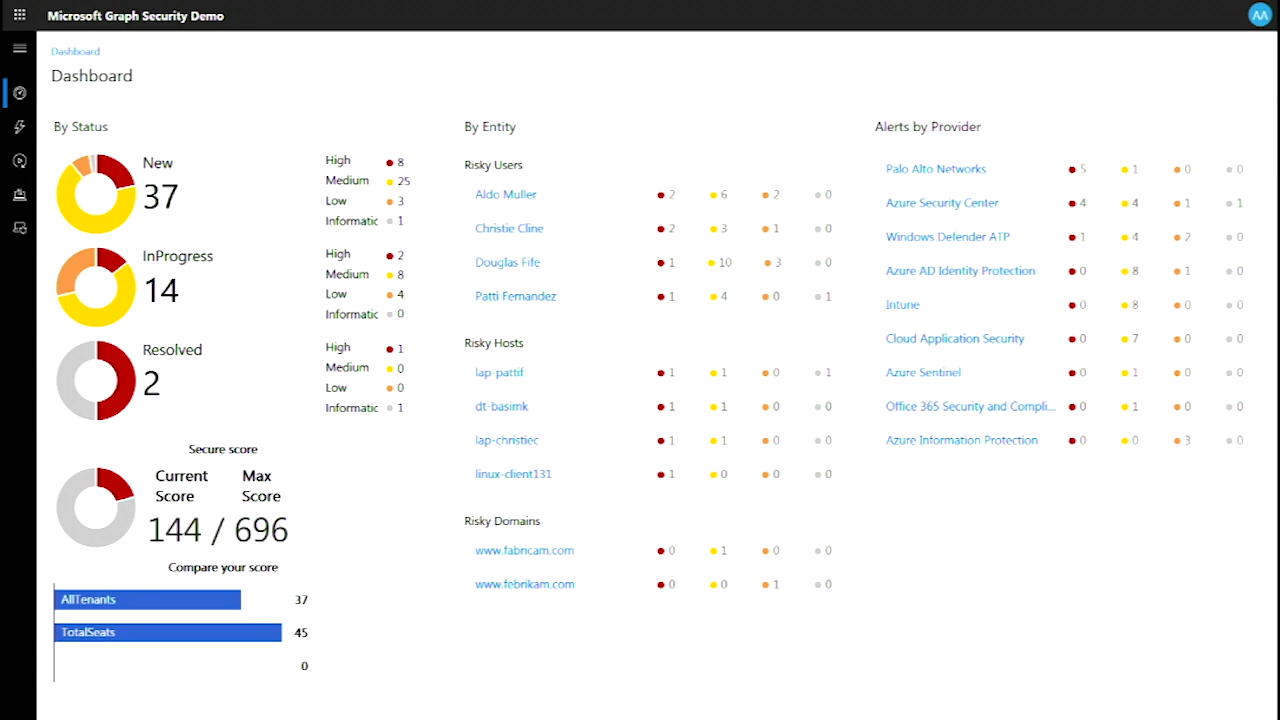 Microsoft Graph Security Demo
AA
Dashboard
Dashboard
By Status
New
37
High 8
Medium 25
Low 3
Informatic 1
InProgress
14
High 2
Medium 8
Low 4
Informatic 0
Resolved
2
High 1
Medium 0
Low 0
Informatic 1
Secure score
Current Score
Max Score
144 / 696
Compare your score
AllTenants 37
TotalSeats 45
0
By Entity
Risky Users
Aldo Muller 2 6 2 0
Christie Cline 2 3 1 0
Douglas Fife 1 10 3 0
Patti Fernandez 1 4 0 1
Risky Hosts
lap-pattif 1 1 0 1
dt-basimk 1 1 0 0
lap-christiec 1 1 0 0
linux-client131 1 0 0 0
Risky Domains
www.fabricam.com 0 1 0 0
www.febrikam.com 0 0 1 0
Alerts by Provider
Palo Alto Networks 5 1 0 0
Azure Security Center 4 4 1 1
Windows Defender ATP 1 4 2 0
Azure AD Identity Protection 0 8 1 0
Intune 0 8 0 0
Cloud Application Security 0 7 0 0
Azure Sentinel 0 1 0 0
Office 365 Security and Compli... 0 1 0 0
Azure Information Protection 0 0 3 0